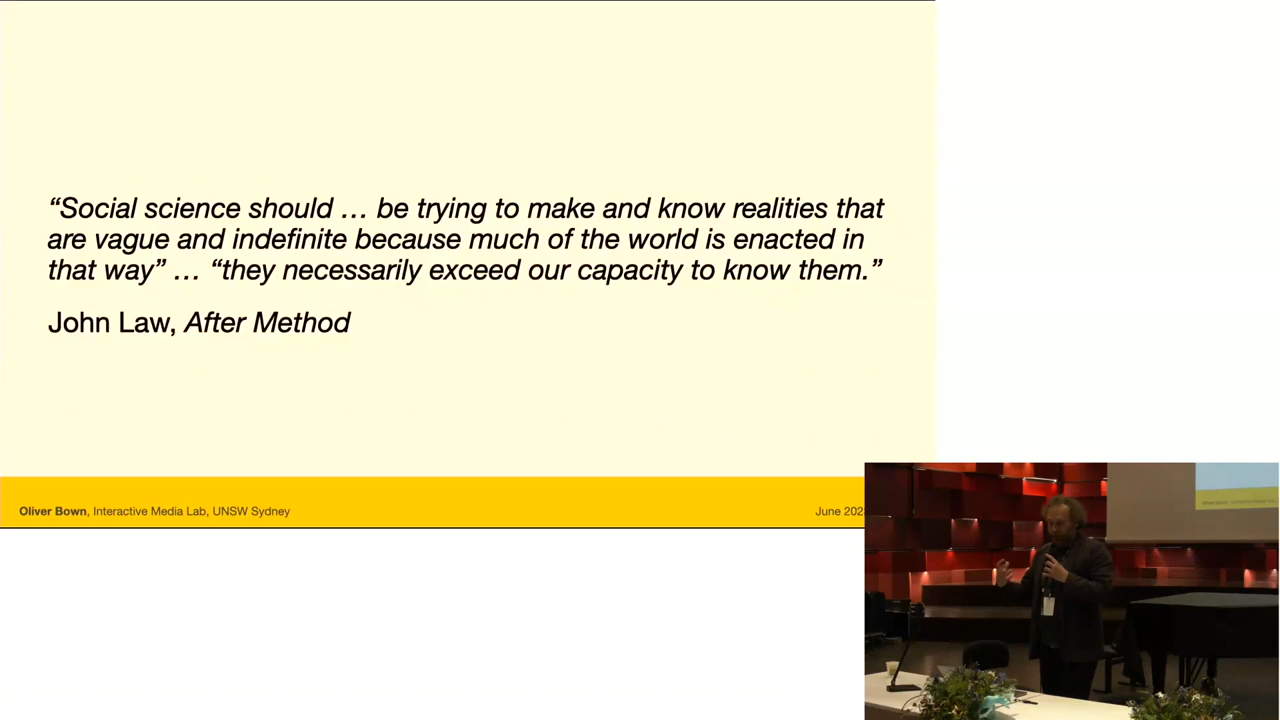 “Social science should … be trying to make and know realities that
are vague and indefinite because much of the world is enacted in
that way” … “they necessarily exceed our capacity to know them.”
John Law, After Method
Oliver Bown, Interactive Media Lab, UNSW Sydney
June